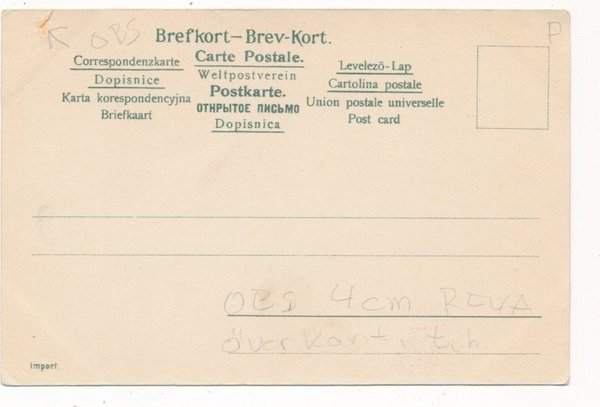 K OBS P
Brefkort–Brev-Kort.
Correspondenzkarte
Dopisnice
Karta korespondencyjna
Briefkaart
Carte Postale.
Weltpostverein
Postkarte.
ОТКРЫТОЕ ПИСЬМО
Dopisnica
Levelezö-Lap
Cartolina postale
Union postale universelle
Post card
OBS 4cm REVA
överkant, t.h.
Import.